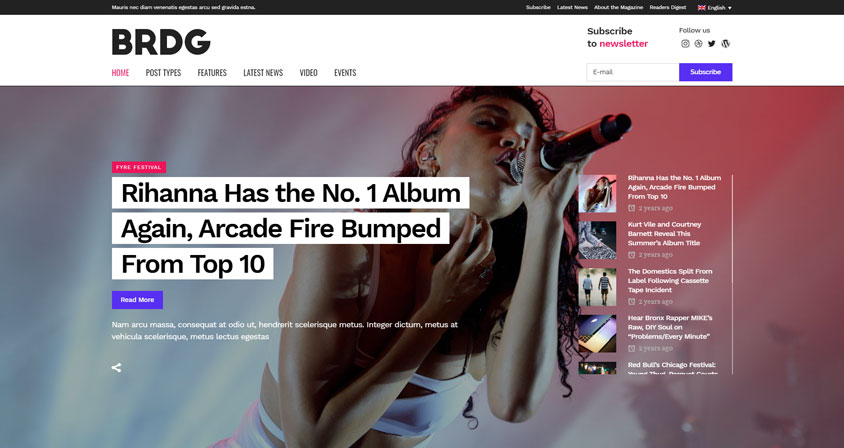 Mauris nec diam venenatis egestas arcu sed gravida estna.
Subscribe Latest News About the Magazine Readers Digest English
BRDG
Subscribe
to newsletter
Follow us
E-mail
Subscribe
HOME POST TYPES FEATURES LATEST NEWS VIDEO EVENTS
FYRE FESTIVAL
Rihanna Has the No. 1 Album
Again, Arcade Fire Bumped
From Top 10
Read More
Nam arcu massa, consequat at odio ut, hendrerit scelerisque metus. Integer dictum, metus at
vehicula scelerisque, metus lectus egestas
Rihanna Has the No. 1 Album
Again, Arcade Fire Bumped
From Top 10
2 years ago
Kurt Vile and Courtney
Barnett Reveal This
Summer's Album Title
2 years ago
The Domestics Split From
Label Following Cassette
Tape Incident
2 years ago
Hear Bronx Rapper MIKE's
Raw, DIY Soul on
"Problems/Every Minute"
2 years ago
Red Bull's Chicago Festival: